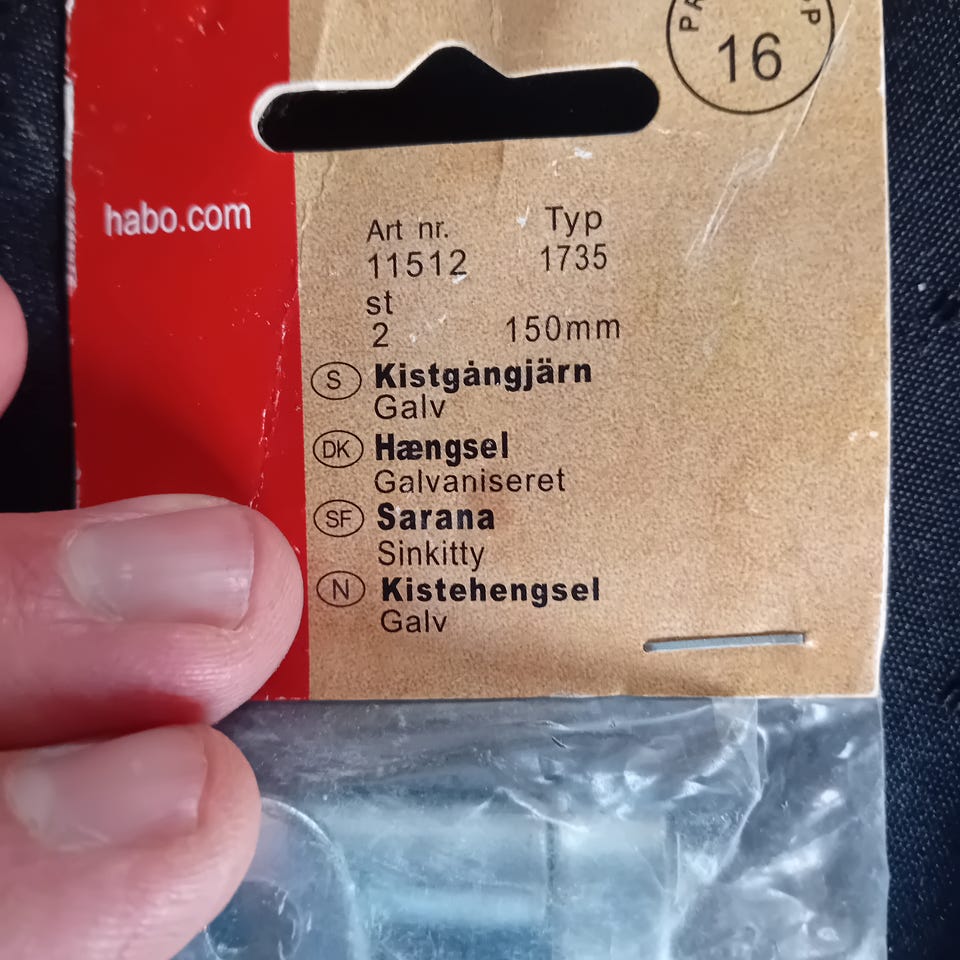 16
habo.com
Art nr. Typ
11512 1735
st
2 150mm
S Kistgångjärn
Galv
DK Hængsel
Galvaniseret
SF Sarana
Sinkitty
N Kistehengsel
Galv